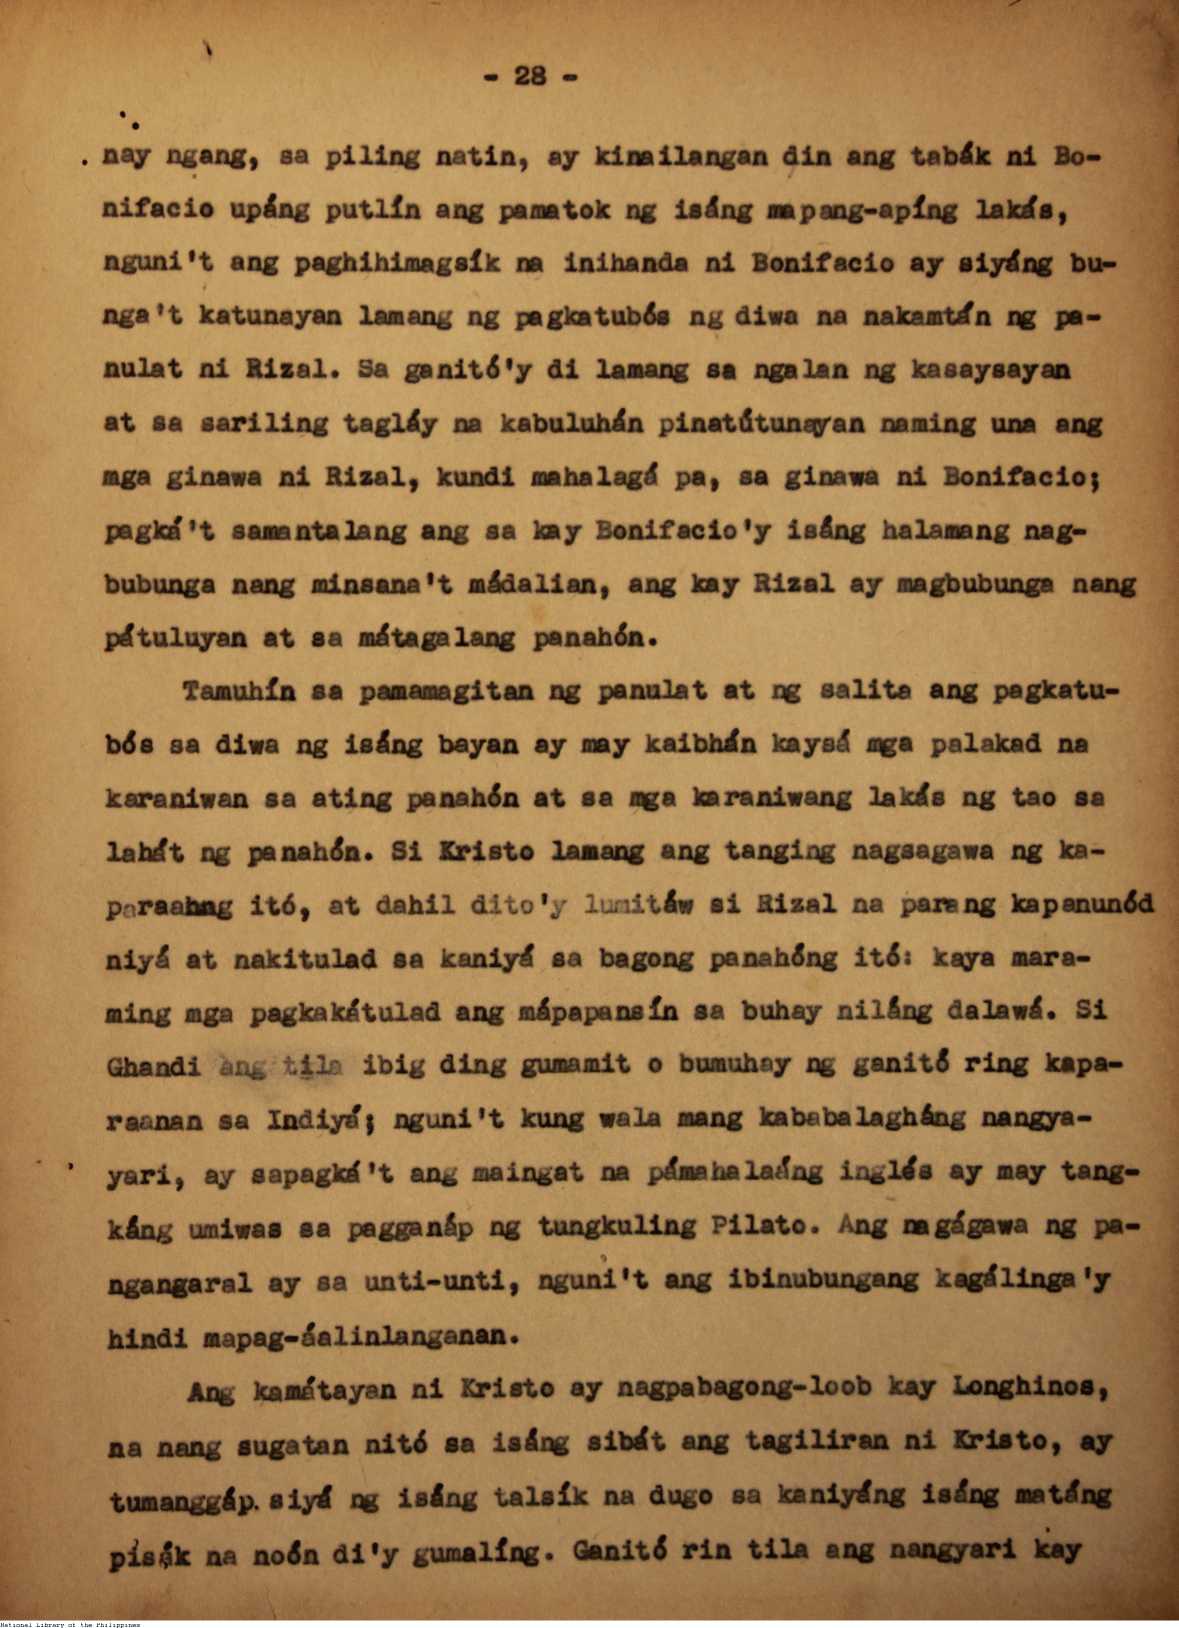 - 28 -
nay ngang, sa piling natin, ay kinailangan din ang tabák ni Bo-
nifacio upáng putlín ang pamatok ng isáng mapang-apíng lakás,
nguni't ang paghihimagsík na inihanda ni Bonifacio ay siyáng bu-
nga't katunayan lamang ng pagkatubós ng diwa na nakamtán ng pa-
nulat ni Rizal. Sa ganitó'y di lamang sa ngalan ng kasaysayan
at sa sariling tagláy na kabuluhán pinatútunayan naming una ang
mga ginawa ni Rizal, kundi mahalagá pa, sa ginawa ni Bonifacio;
pagká't samantalang ang sa kay Bonifacio'y isáng halamang nag-
bubunga nang minsana't mádalian, ang kay Rizal ay magbubunga nang
pátuluyan at sa mátagalang panahón.
Tamuhín sa pamamagitan ng panulat at ng salita ang pagkatu-
bós sa diwa ng isáng bayan ay may kaibhán kaysá mga palakad na
karaniwan sa ating panahón at sa mga karaniwang lakás ng tao sa
lahát ng panahón. Si Kristo lamang ang tanging nagsagawa ng ka-
paraahng itó, at dahil dito'y lumitáw si Rizal na parang kapanunód
niyá at nakitulad sa kaniyá sa bagong panahóng itó: kaya mara-
ming mga pagkakátulad ang mápapansín sa buhay niláng dalawá. Si
Ghandi ang tila ibig ding gumamit o bumuhay ng ganitó ring kapa-
raanan sa Indiyá; nguni't kung wala mang kababalagháng nangya-
yari, ay sapagká't ang maingat na pámahalaáng inglés ay may tang-
káng umiwas sa pagganáp ng tungkuling Pilato. Ang nagágawa ng pa-
ngangaral ay sa unti-unti, nguni't ang ibinubungang kagálinga'y
hindi mapag-áalinlanganan.
Ang kamátayan ni Kristo ay nagpabagong-loob kay Longhinos,
na nang sugatan nitó sa isáng sibát ang tagiliran ni Kristo, ay
tumanggáp. siyá ng isáng talsík na dugo sa kaniyáng isáng matáng
pisák na noón di'y gumalíng. Ganitó rin tila ang nangyari kay
National Library of the Philippines